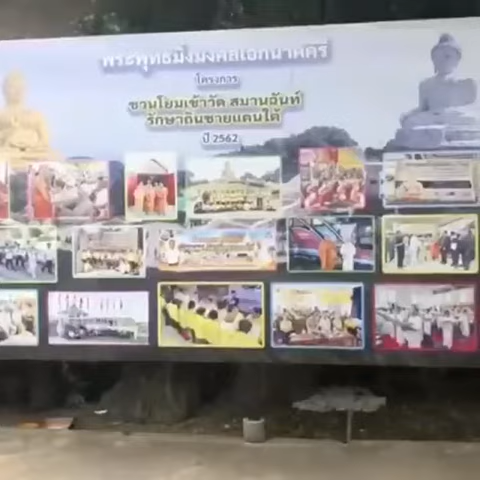 พระพุทธมิ่งมงคลเอกนาคคีรี
โครงการ
ชวนโยมเข้าวัด สมานฉันท์
รักษาถิ่นชายแดนใต้
ปี 2562